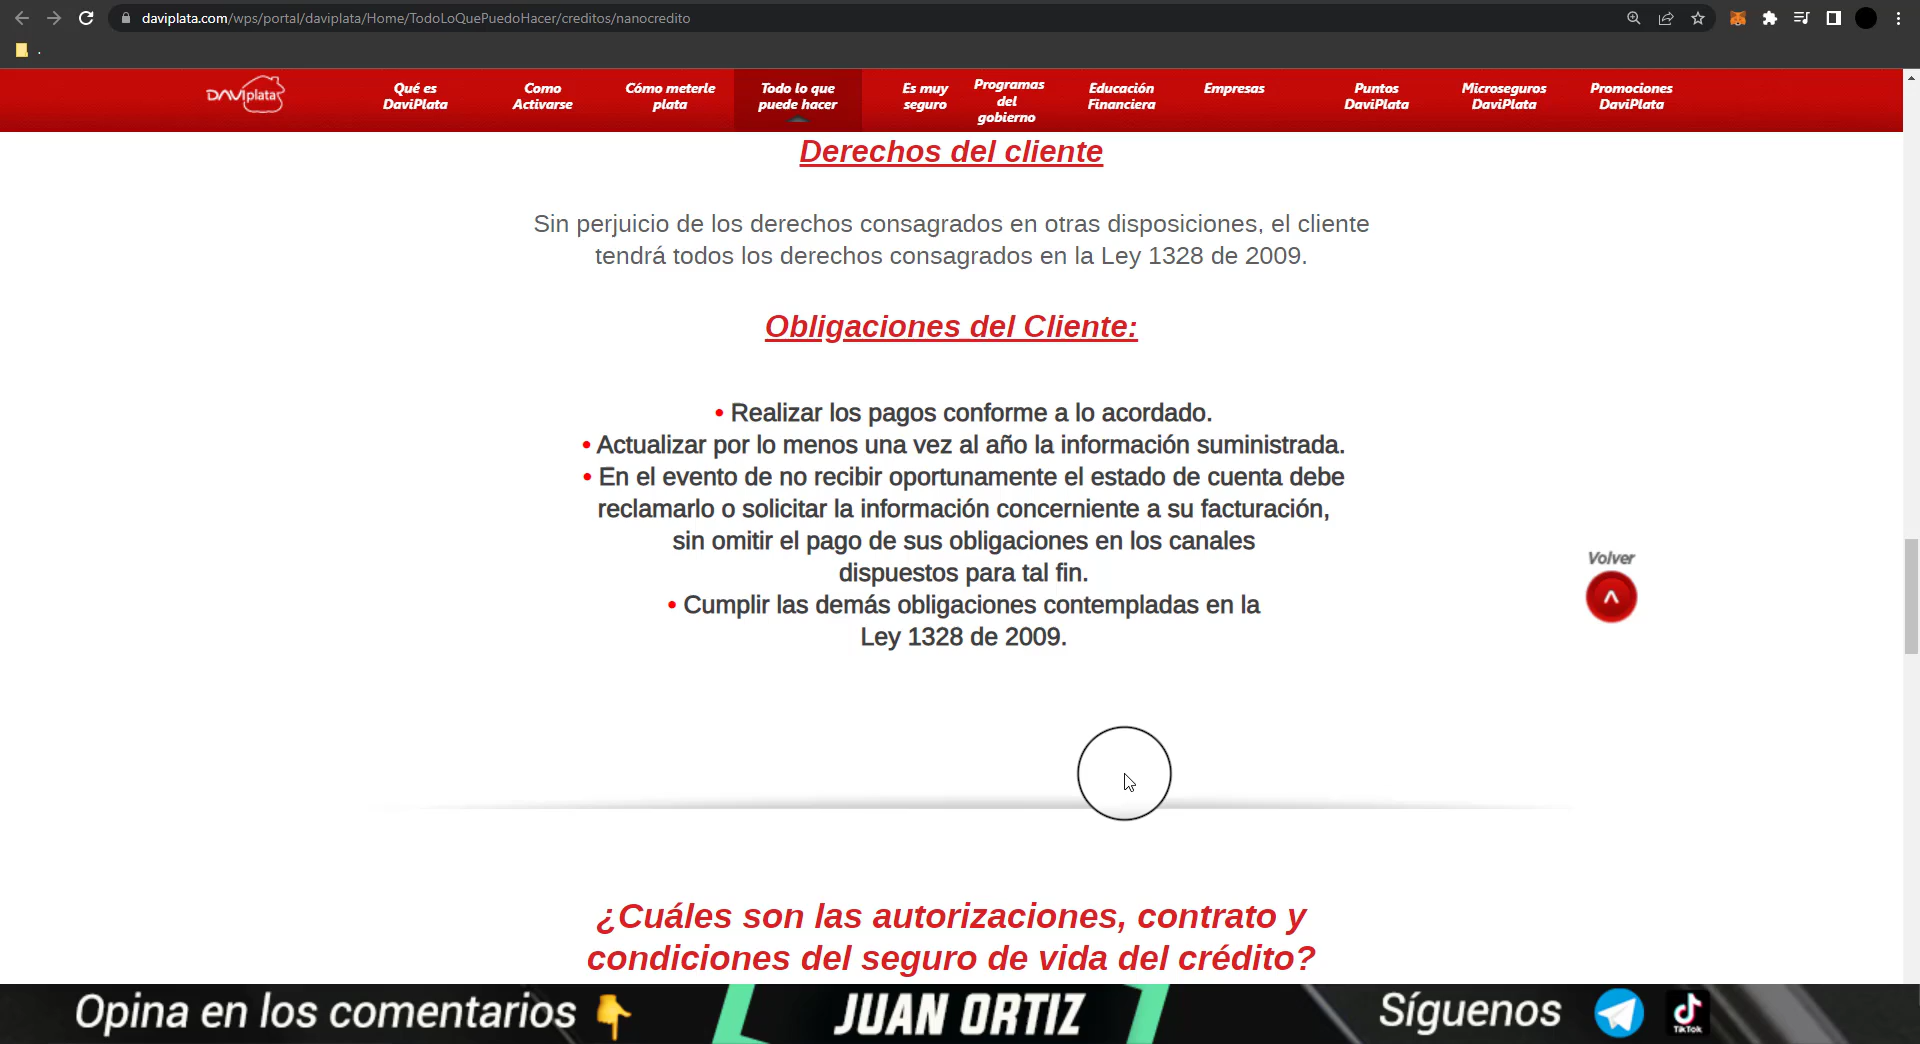 daviplata.com/wps/portal/daviplata/Home/TodoLoQuePuedoHacer/creditos/nanocredito
.
DAVIplata
Qué es
DaviPlata
Como
Activarse
Cómo meterle
plata
Todo lo que
puede hacer
Es muy
seguro
Programas
del
gobierno
Educación
Financiera
Empresas
Puntos
DaviPlata
Microseguros
DaviPlata
Promociones
DaviPlata
Derechos del cliente
Sin perjuicio de los derechos consagrados en otras disposiciones, el cliente
tendrá todos los derechos consagrados en la Ley 1328 de 2009.
Obligaciones del Cliente:
• Realizar los pagos conforme a lo acordado.
• Actualizar por lo menos una vez al año la información suministrada.
• En el evento de no recibir oportunamente el estado de cuenta debe
reclamarlo o solicitar la información concerniente a su facturación,
sin omitir el pago de sus obligaciones en los canales
dispuestos para tal fin.
• Cumplir las demás obligaciones contempladas en la
Ley 1328 de 2009.
Volver
¿Cuáles son las autorizaciones, contrato y
condiciones del seguro de vida del crédito?
Opina en los comentarios
JUAN ORTIZ
Síguenos
TikTok